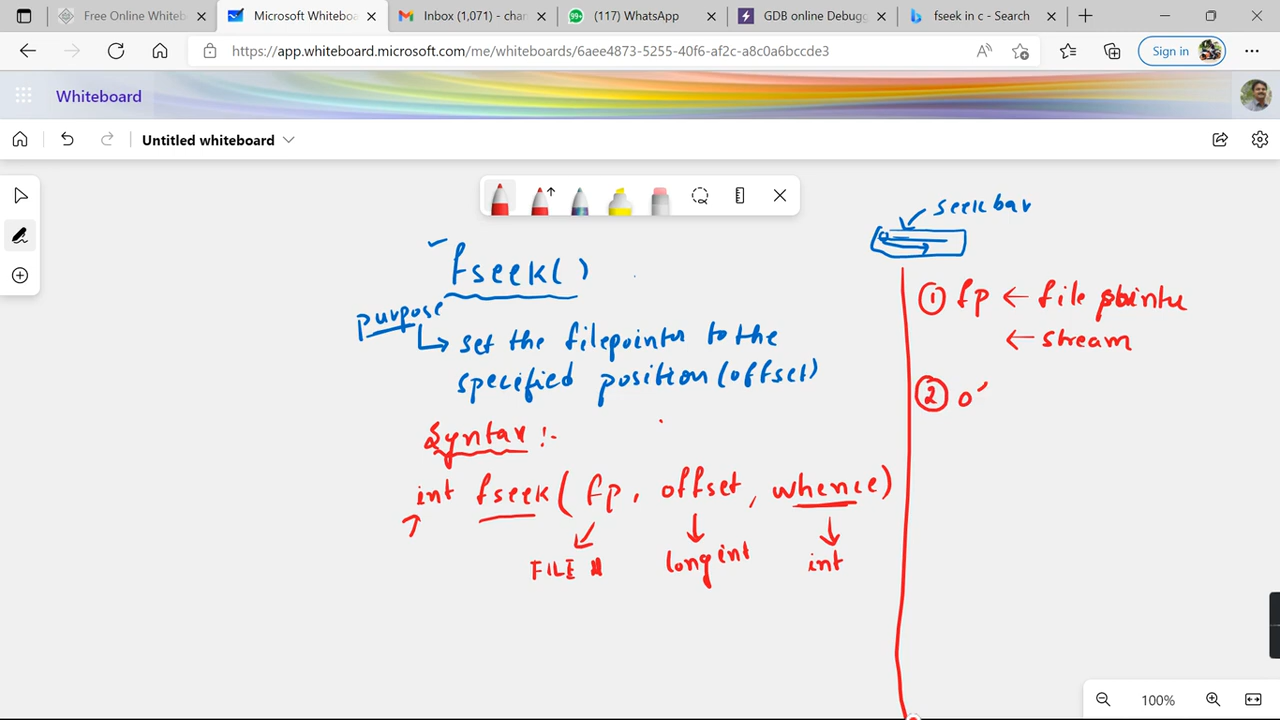 Free Online Whiteb
Microsoft Whiteboa
Inbox (1,071) - chan
99+
(117) WhatsApp
GDB online Debugg
fseek in c - Search
https://app.whiteboard.microsoft.com/me/whiteboards/6aee4873-5255-40f6-af2c-a8c0a6bccde3
Sign in
Whiteboard
Untitled whiteboard
seek bar
fseek()
purpose
set the filepointer to the
specified position (offset)
Syntax :-
int fseek( fp, offset, whence)
FILE *
long int
int
① fp ← file pointer
← stream
② o
100%